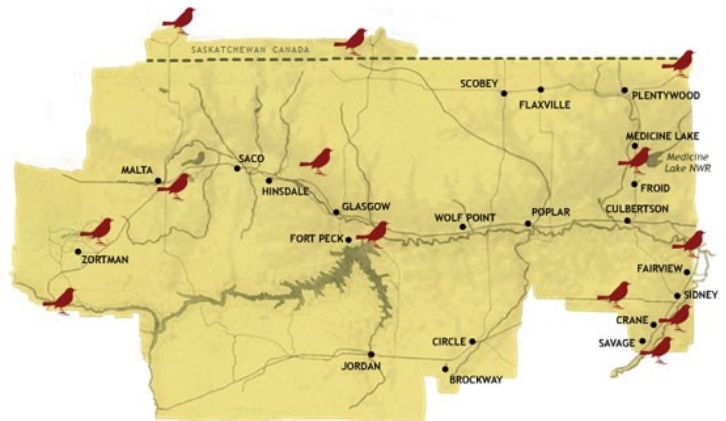 SASKATCHEWAN CANADA
SCOBEY
FLAXVILLE
PLENTYWOOD
MEDICINE LAKE
Medicine
Lake NWR
SACO
MALTA
HINSDALE
FROID
GLASGOW
WOLF POINT
POPLAR
CULBERTSON
FORT PECK
ZORTMAN
FAIRVIEW
SIDNEY
CRANE
CIRCLE
SAVAGE
JORDAN
BROCKWAY